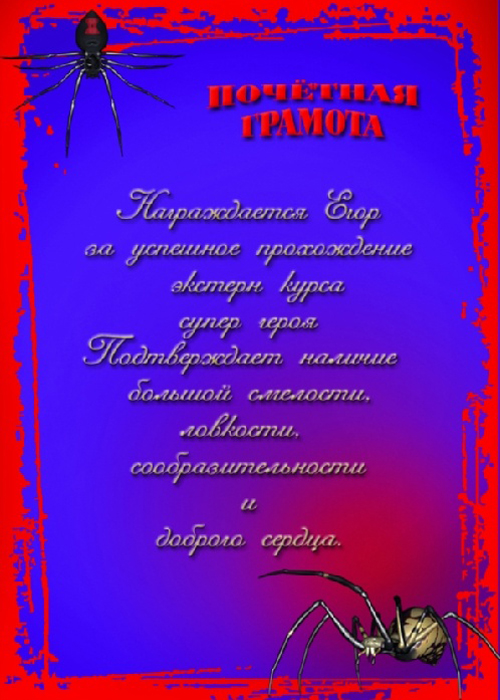 ПОЧЁТНАЯ
ГРАМОТА
Награждается Егор
за успешное прохождение
экстерн курса
супер героя
Подтверждает наличие
большой смелости,
ловкости,
сообразительности
и
доброго сердца.